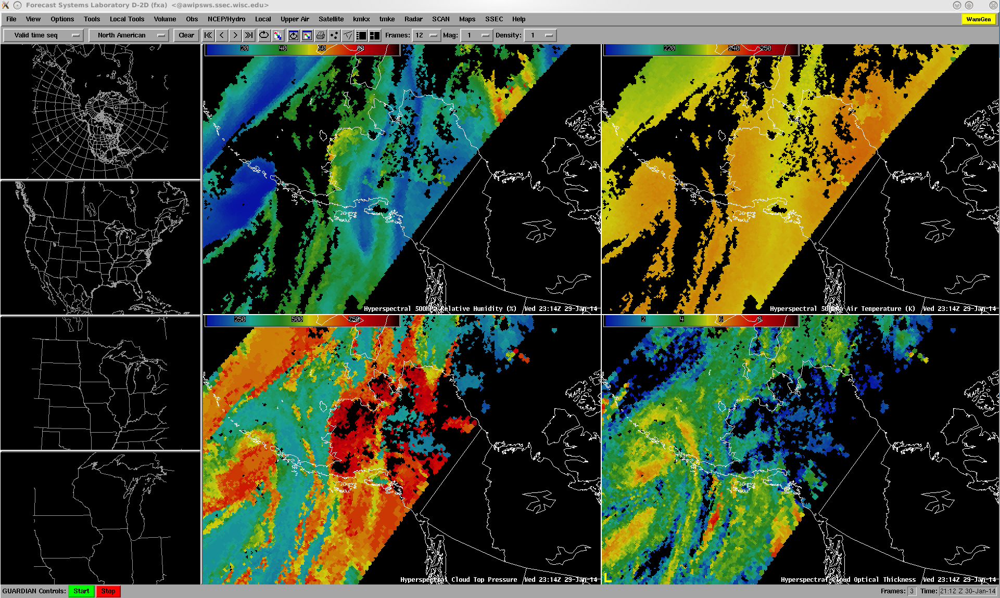 Forecast Systems Laboratory D-2D (fxa) <@awipsws.ssec.wisc.edu>
File View Options Tools Local Tools Volume Obs NCEP/Hydro Local Upper Air Satellite kmkx tmke Radar SCAN Maps SSEC Help WarnGen
Valid time seq North American Clear Frames: 12 Mag: 1 Density: 1
20 40 60 80
220 240 250
Hyperspectral 500hPa Relative Humidity (%) Wed 23:14Z 29-Jan-14
Hyperspectral 500hPa Air Temperature (K) Wed 23:14Z 29-Jan-14
250 500 750
2 4 6 8
Hyperspectral Cloud Top Pressure Wed 23:14Z 29-Jan-14
L
Hyperspectral Cloud Optical Thickness Wed 23:14Z 29-Jan-14
GUARDIAN Controls: Start Stop Frames: 3 Time: 21:12 Z 30-Jan-14